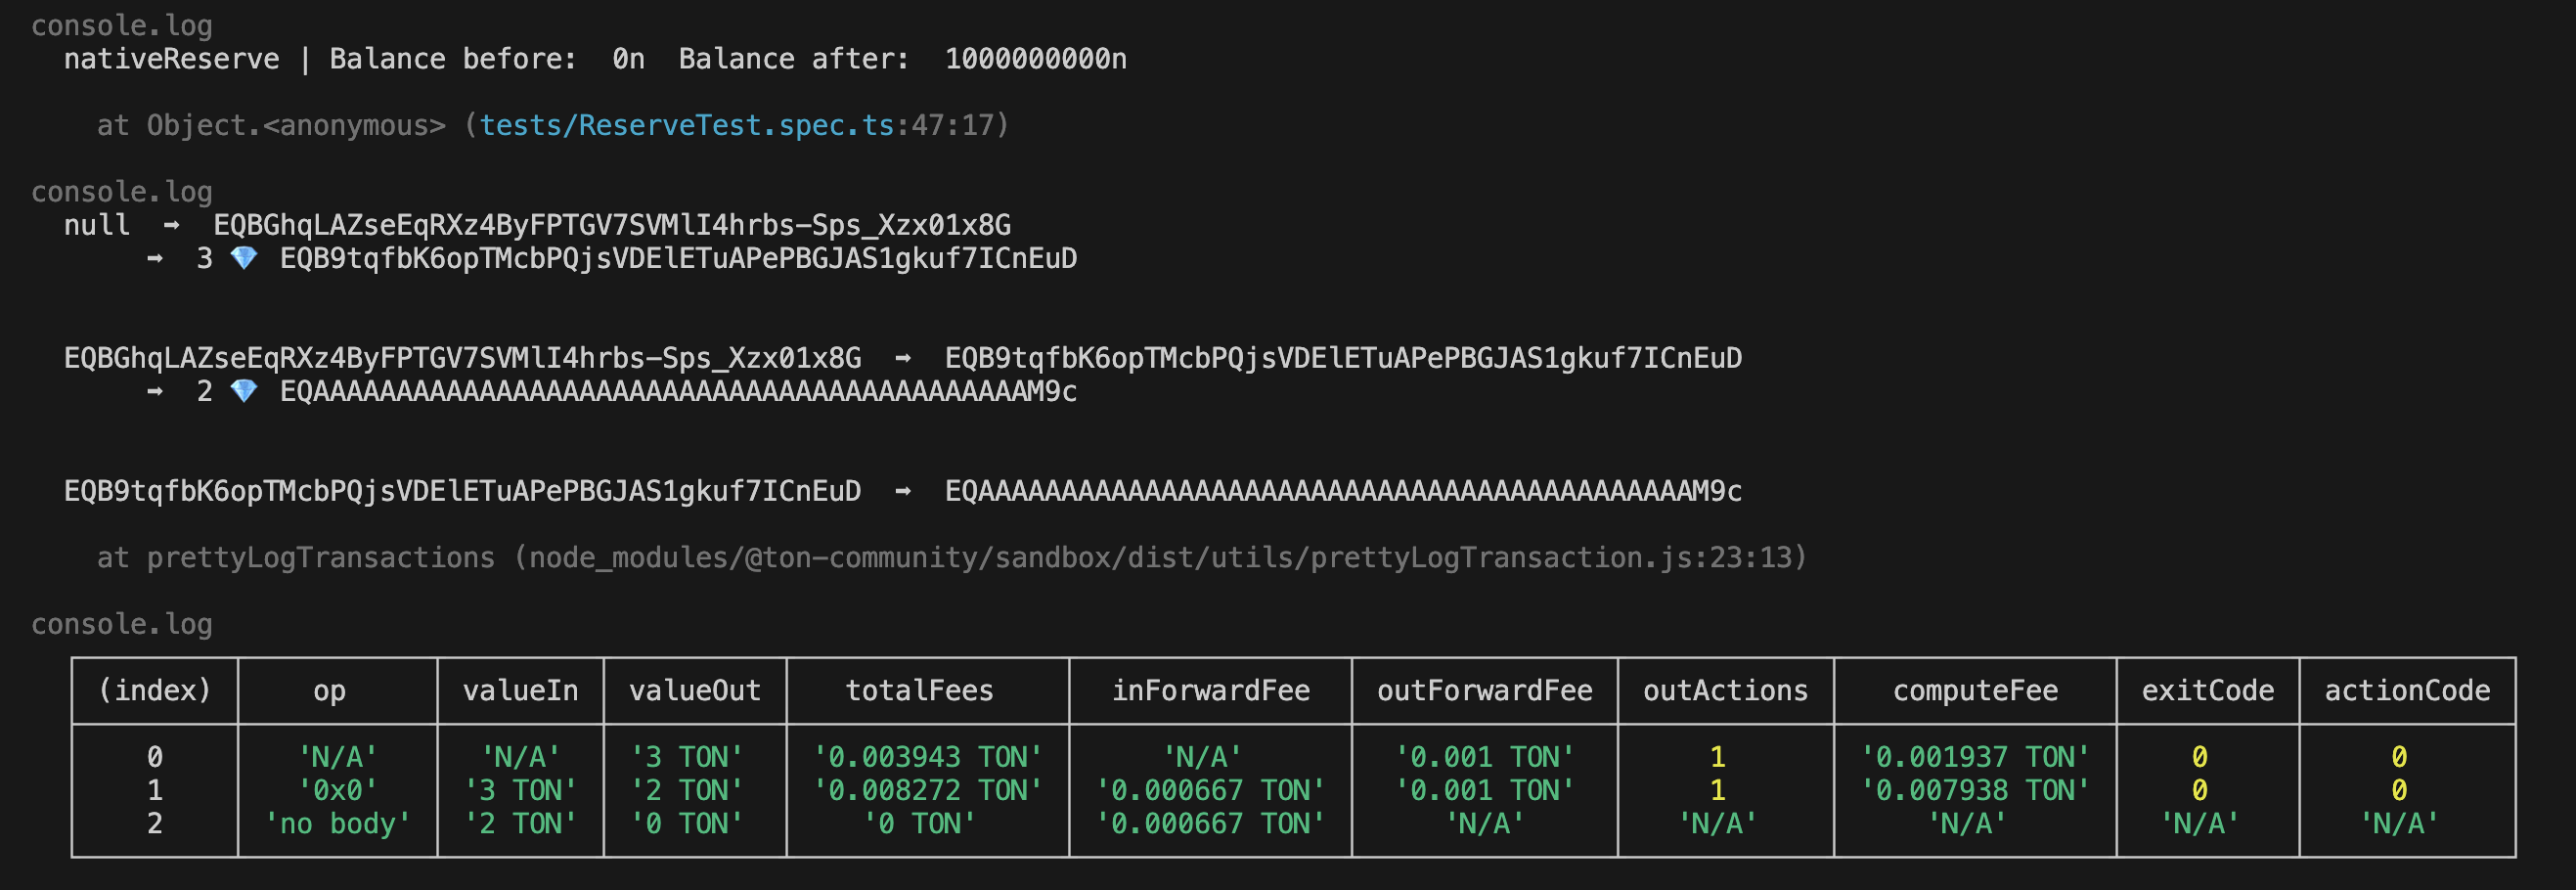 console.log
nativeReserve | Balance before:  0n  Balance after:  1000000000n
at Object.<anonymous> (tests/ReserveTest.spec.ts:47:17)
console.log
null  ➡  EQBGhqLAZseEqRXz4ByFPTGV7SVMlI4hrbs-Sps_Xzx01x8G
➡  3 💎 EQB9tqfbK6opTMcbPQjsVDElETuAPePBGJAS1gkuf7ICnEuD
EQBGhqLAZseEqRXz4ByFPTGV7SVMlI4hrbs-Sps_Xzx01x8G  ➡  EQB9tqfbK6opTMcbPQjsVDElETuAPePBGJAS1gkuf7ICnEuD
➡  2 💎 EQAAAAAAAAAAAAAAAAAAAAAAAAAAAAAAAAAAAAAAAAAAAM9c
EQB9tqfbK6opTMcbPQjsVDElETuAPePBGJAS1gkuf7ICnEuD  ➡  EQAAAAAAAAAAAAAAAAAAAAAAAAAAAAAAAAAAAAAAAAAAAM9c
at prettyLogTransactions (node_modules/@ton-community/sandbox/dist/utils/prettyLogTransaction.js:23:13)
console.log
(index) op valueIn valueOut totalFees inForwardFee outForwardFee outActions computeFee exitCode actionCode
0 'N/A' 'N/A' '3 TON' '0.003943 TON' 'N/A' '0.001 TON' 1 '0.001937 TON' 0 0
1 '0x0' '3 TON' '2 TON' '0.008272 TON' '0.000667 TON' '0.001 TON' 1 '0.007938 TON' 0 0
2 'no body' '2 TON' '0 TON' '0 TON' '0.000667 TON' 'N/A' 'N/A' 'N/A' 'N/A' 'N/A'